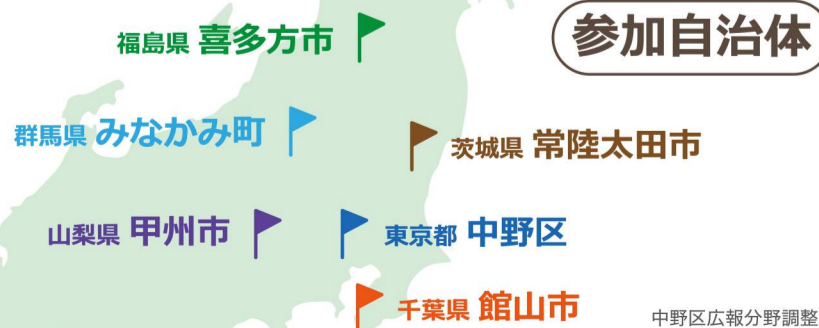 参加自治体
福島県 喜多方市
群馬県 みなかみ町
茨城県 常陸太田市
山梨県 甲州市
東京都 中野区
千葉県 館山市
中野区広報分野調整